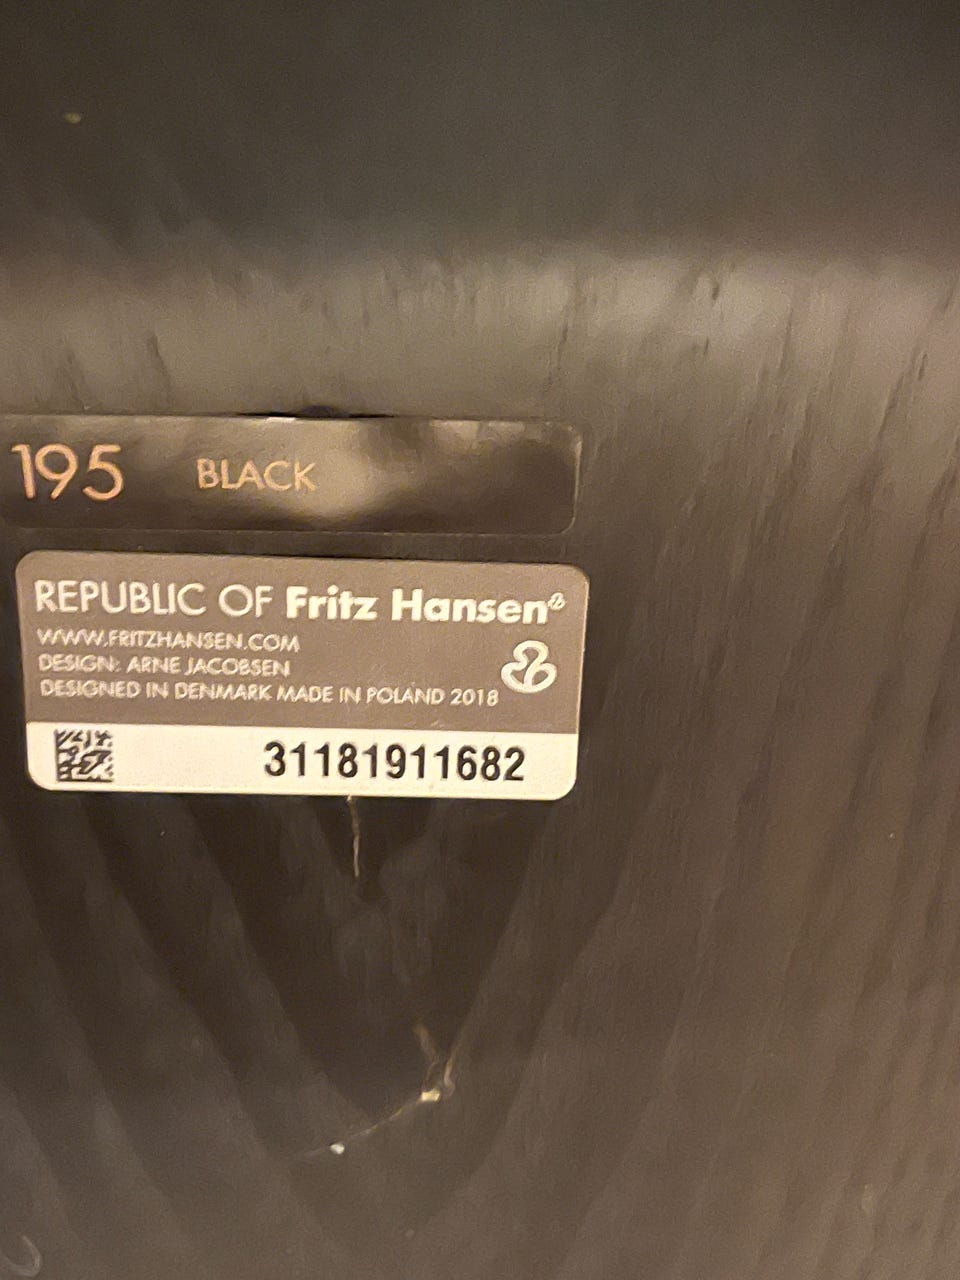 195 BLACK
REPUBLIC OF Fritz Hansen
WWW.FRITZHANSEN.COM
DESIGN: ARNE JACOBSEN
DESIGNED IN DENMARK MADE IN POLAND 2018
31181911682